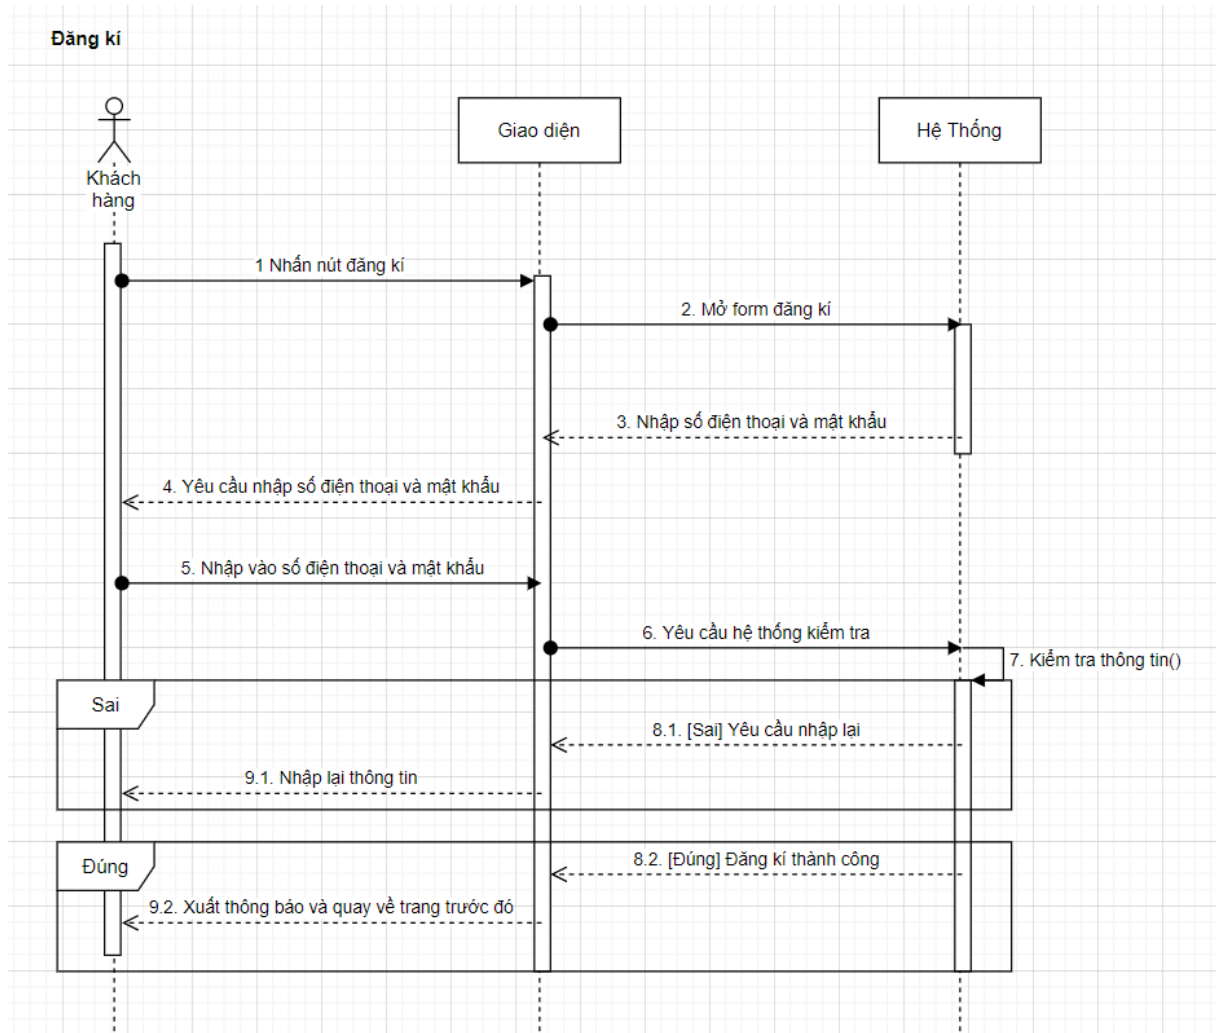 Đăng kí
Giao diện
Hệ Thống
Khách
hàng
1 Nhấn nút đăng kí
2. Mở form đăng kí
3. Nhập số điện thoại và mật khẩu
4. Yêu cầu nhập số điện thoại và mật khẩu
5. Nhập vào số điện thoại và mật khẩu
6. Yêu cầu hệ thống kiểm tra
7. Kiểm tra thông tin()
Sai
8.1. [Sai] Yêu cầu nhập lại
9.1. Nhập lại thông tin
Đúng
8.2. [Đúng] Đăng kí thành công
9.2. Xuất thông báo và quay về trang trước đó